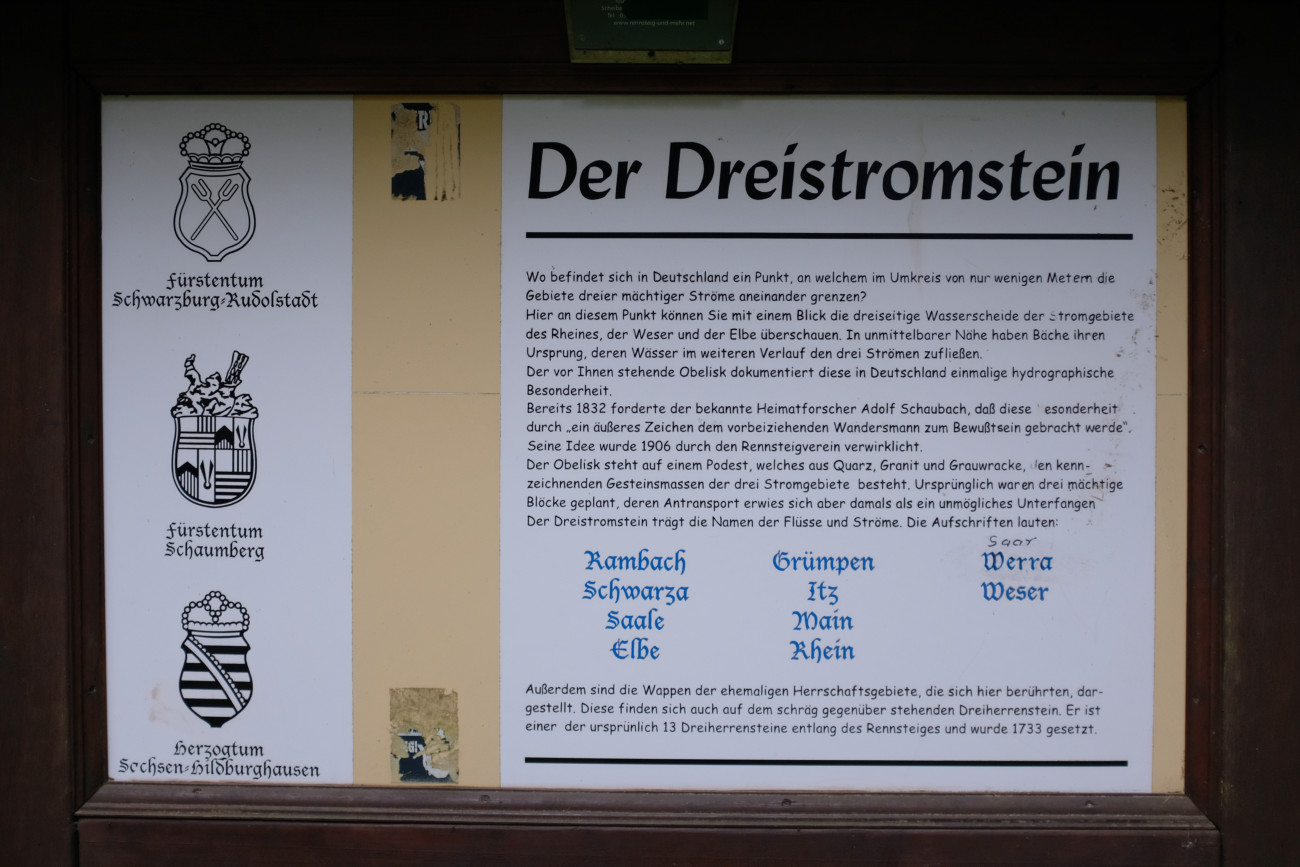 www.rennsteig-und-mehr.net
Fürstentum
Schwarzburg-Rudolstadt
Fürstentum
Schaumberg
Herzogtum
Sachsen-Hildburghausen
Der Dreistromstein
Wo befindet sich in Deutschland ein Punkt, an welchem im Umkreis von nur wenigen Metern die
Gebiete dreier mächtiger Ströme aneinander grenzen?
Hier an diesem Punkt können Sie mit einem Blick die dreiseitige Wasserscheide der Stromgebiete
des Rheines, der Weser und der Elbe überschauen. In unmittelbarer Nähe haben Bäche ihren
Ursprung, deren Wässer im weiteren Verlauf den drei Strömen zufließen.
Der vor Ihnen stehende Obelisk dokumentiert diese in Deutschland einmalige hydrographische
Besonderheit.
Bereits 1832 forderte der bekannte Heimatforscher Adolf Schaubach, daß diese esonderheit
durch „ein äußeres Zeichen dem vorbeiziehenden Wandersmann zum Bewußtsein gebracht werde“.
Seine Idee wurde 1906 durch den Rennsteigverein verwirklicht.
Der Obelisk steht auf einem Podest, welches aus Quarz, Granit und Grauwracke, den kenn-
zeichnenden Gesteinsmassen der drei Stromgebiete besteht. Ursprünglich waren drei mächtige
Blöcke geplant, deren Antransport erwies sich aber damals als ein unmögliches Unterfangen
Der Dreistromstein trägt die Namen der Flüsse und Ströme. Die Aufschriften lauten:
Saar
Rambach Grümpen Werra
Schwarza Itz Weser
Saale Main
Elbe Rhein
Außerdem sind die Wappen der ehemaligen Herrschaftsgebiete, die sich hier berührten, dar-
gestellt. Diese finden sich auch auf dem schräg gegenüber stehenden Dreiherrenstein. Er ist
einer der ursprünlich 13 Dreiherrensteine entlang des Rennsteiges und wurde 1733 gesetzt.